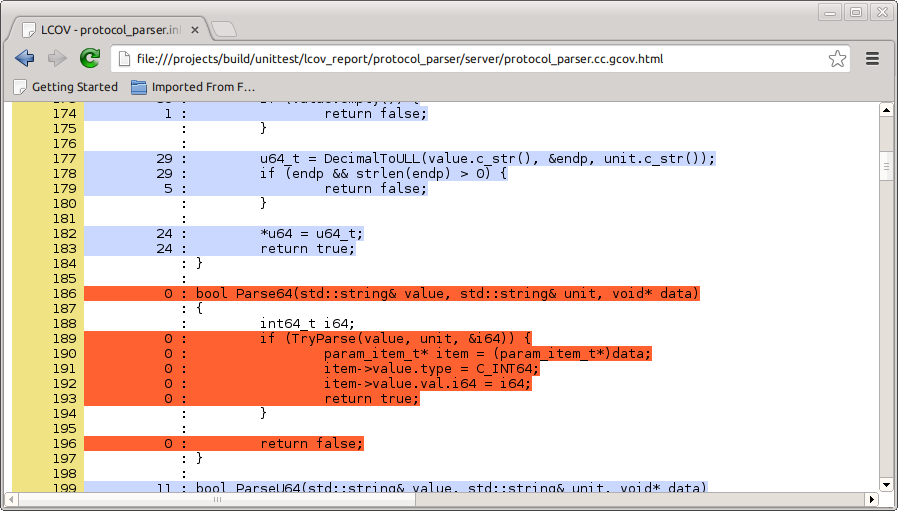 LCOV - protocol_parser.in
file:///projects/build/unittest/lcov_report/protocol_parser/server/protocol_parser.cc.gcov.html
Getting Started Imported From F...
174 1 : return false;
175 : }
176 :
177 29 : u64_t = DecimalToULL(value.c_str(), &endp, unit.c_str());
178 29 : if (endp && strlen(endp) > 0) {
179 5 : return false;
180 : }
181 :
182 24 : *u64 = u64_t;
183 24 : return true;
184 : }
185 :
186 0 : bool Parse64(std::string& value, std::string& unit, void* data)
187 : {
188 : int64_t i64;
189 0 : if (TryParse(value, unit, &i64)) {
190 0 : param_item_t* item = (param_item_t*)data;
191 0 : item->value.type = C_INT64;
192 0 : item->value.val.i64 = i64;
193 0 : return true;
194 : }
195 :
196 0 : return false;
197 : }
198 :
199 11 : bool ParseU64(std::string& value, std::string& unit, void* data)